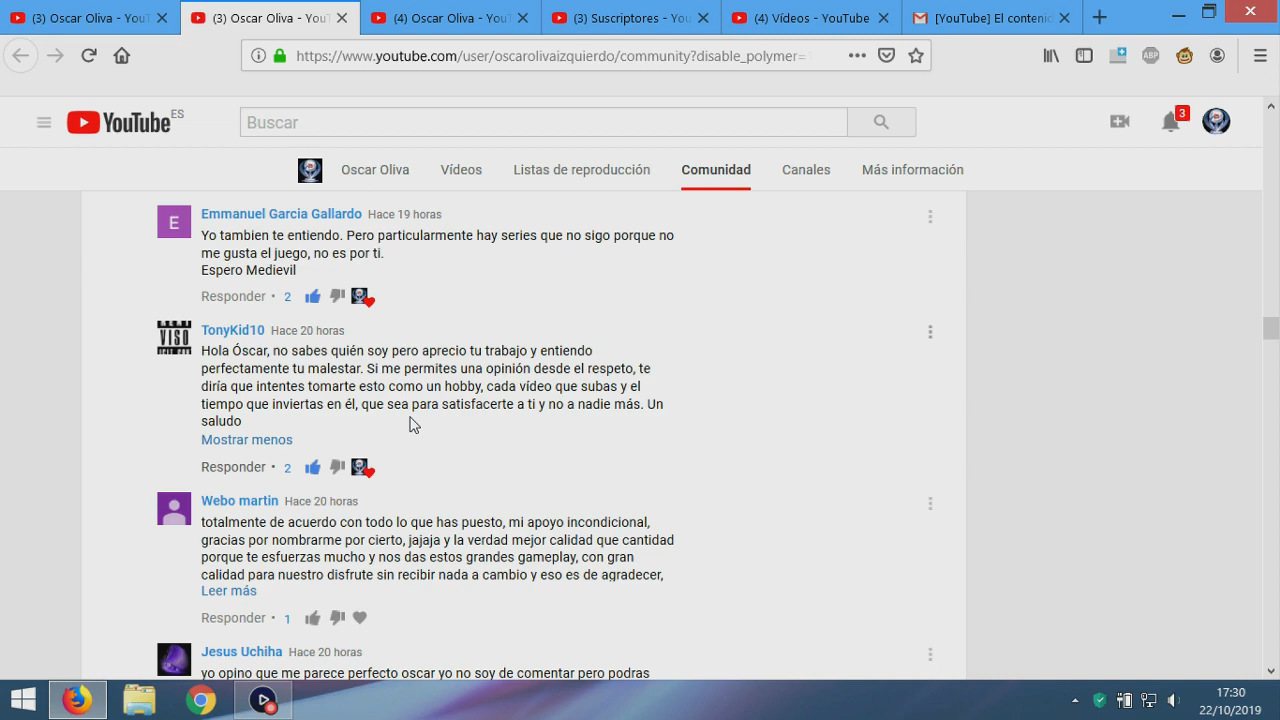 (3) Oscar Oliva - YouT
(3) Oscar Oliva - YouT
(4) Oscar Oliva - YouT
(3) Suscriptores - You
(4) Vídeos - YouTube
[YouTube] El contenid
https://www.youtube.com/user/oscarolivaizquierdo/community?disable_polymer=
ABP
YouTube ES
Buscar
3
Oscar Oliva
Vídeos
Listas de reproducción
Comunidad
Canales
Más información
E
Emmanuel Garcia Gallardo Hace 19 horas
Yo tambien te entiendo. Pero particularmente hay series que no sigo porque no
me gusta el juego, no es por ti.
Espero Medievil
Responder • 2
VISO
TonyKid10 Hace 20 horas
Hola Óscar, no sabes quién soy pero aprecio tu trabajo y entiendo
perfectamente tu malestar. Si me permites una opinión desde el respeto, te
diría que intentes tomarte esto como un hobby, cada vídeo que subas y el
tiempo que inviertas en él, que sea para satisfacerte a ti y no a nadie más. Un
saludo
Mostrar menos
Responder • 2
Webo martin Hace 20 horas
totalmente de acuerdo con todo lo que has puesto, mi apoyo incondicional,
gracias por nombrarme por cierto, jajaja y la verdad mejor calidad que cantidad
porque te esfuerzas mucho y nos das estos grandes gameplay, con gran
calidad para nuestro disfrute sin recibir nada a cambio y eso es de agradecer,
Leer más
Responder • 1
Jesus Uchiha Hace 20 horas
yo opino que me parece perfecto oscar yo no soy de comentar pero podras
17:30
22/10/2019